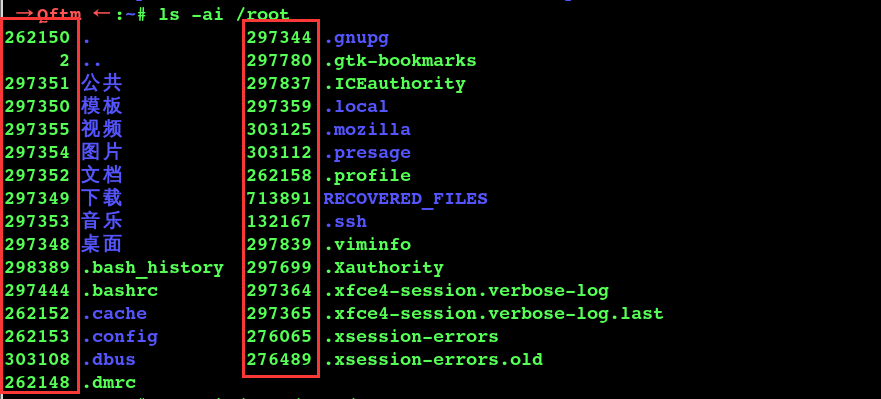 →Qftm ←:~# ls -ai /root
262150 . 297344 .gnupg
2 .. 297780 .gtk-bookmarks
297351 公共 297837 .ICEauthority
297350 模板 297359 .local
297355 视频 303125 .mozilla
297354 图片 303112 .presage
297352 文档 262158 .profile
297349 下载 713891 RECOVERED_FILES
297353 音乐 132167 .ssh
297348 桌面 297839 .viminfo
298389 .bash_history 297699 .Xauthority
297444 .bashrc 297364 .xfce4-session.verbose-log
262152 .cache 297365 .xfce4-session.verbose-log.last
262153 .config 276065 .xsession-errors
303108 .dbus 276489 .xsession-errors.old
262148 .dmrc